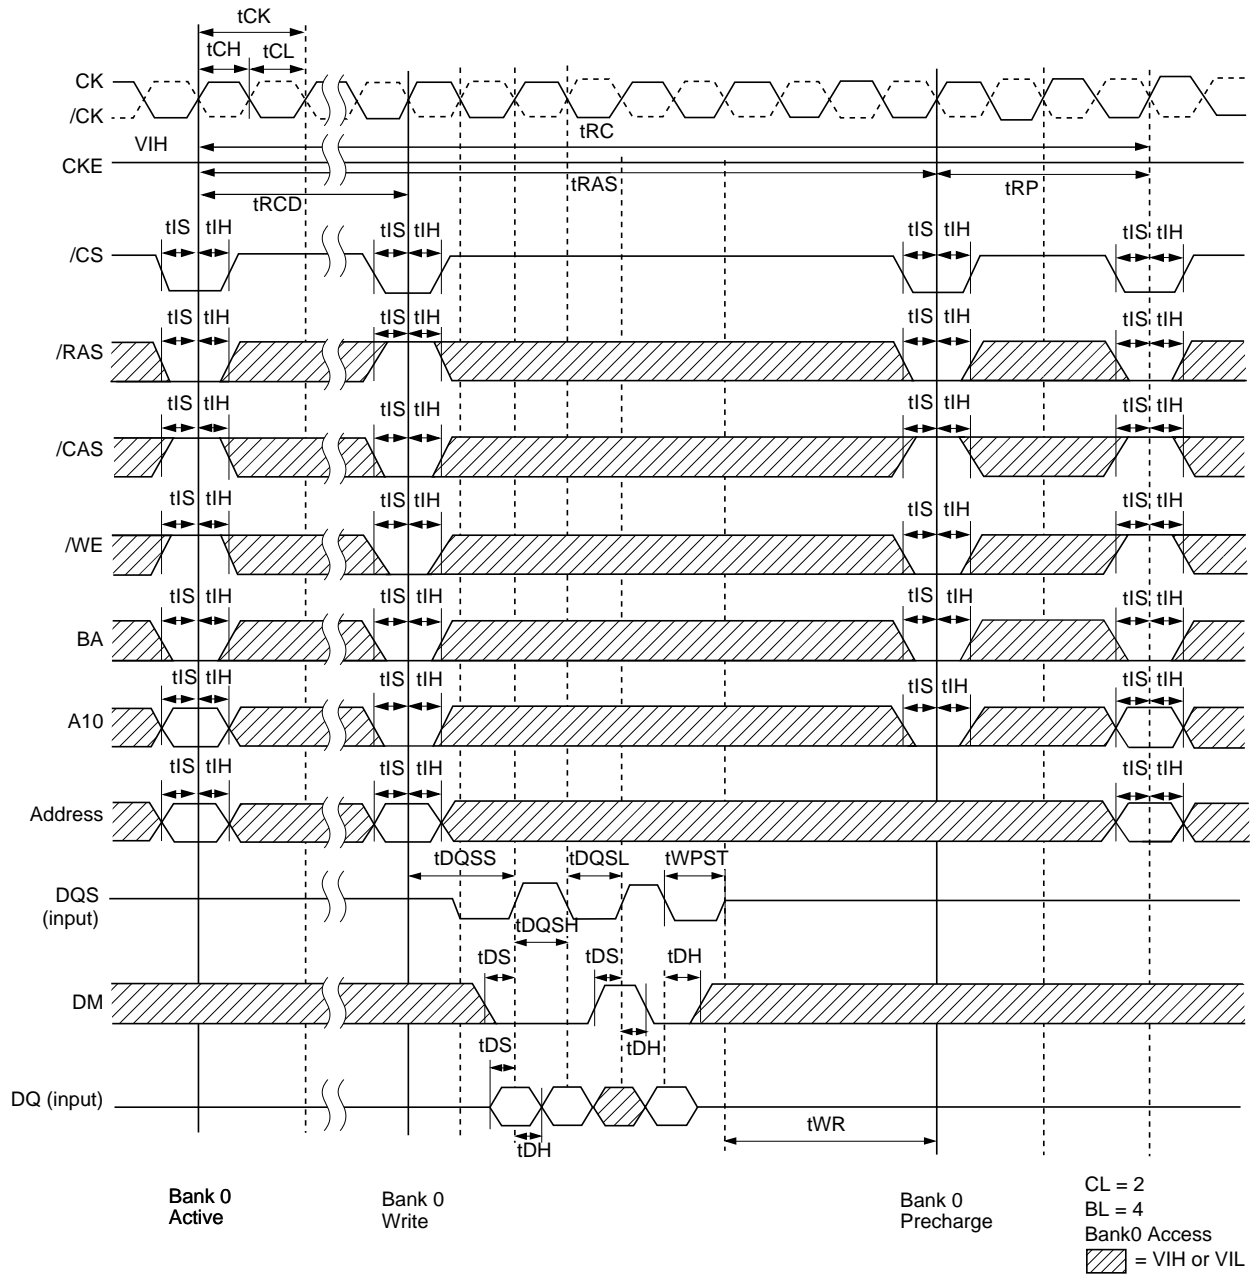 tCK
tCH tCL
CK
/CK
tRC
VIH
CKE
tRAS
tRP
tRCD
tIS tIH tIS tIH tIS tIH tIS tIH
/CS
tIS tIH tIS tIH tIS tIH tIS tIH
/RAS
tIS tIH tIS tIH tIS tIH tIS tIH
/CAS
tIS tIH tIS tIH tIS tIH tIS tIH
/WE
tIS tIH tIS tIH tIS tIH tIS tIH
BA
tIS tIH tIS tIH tIS tIH tIS tIH
A10
tIS tIH tIS tIH tIS tIH
Address
tDQSS tDQSL tWPST
DQS
(input)
tDQSH
tDS tDS tDH
DM
tDS tDH
DQ (input)
tDH
tWR
Bank 0
Active
Bank 0
Write
Bank 0
Precharge
CL = 2
BL = 4
Bank0 Access
= VIH or VIL